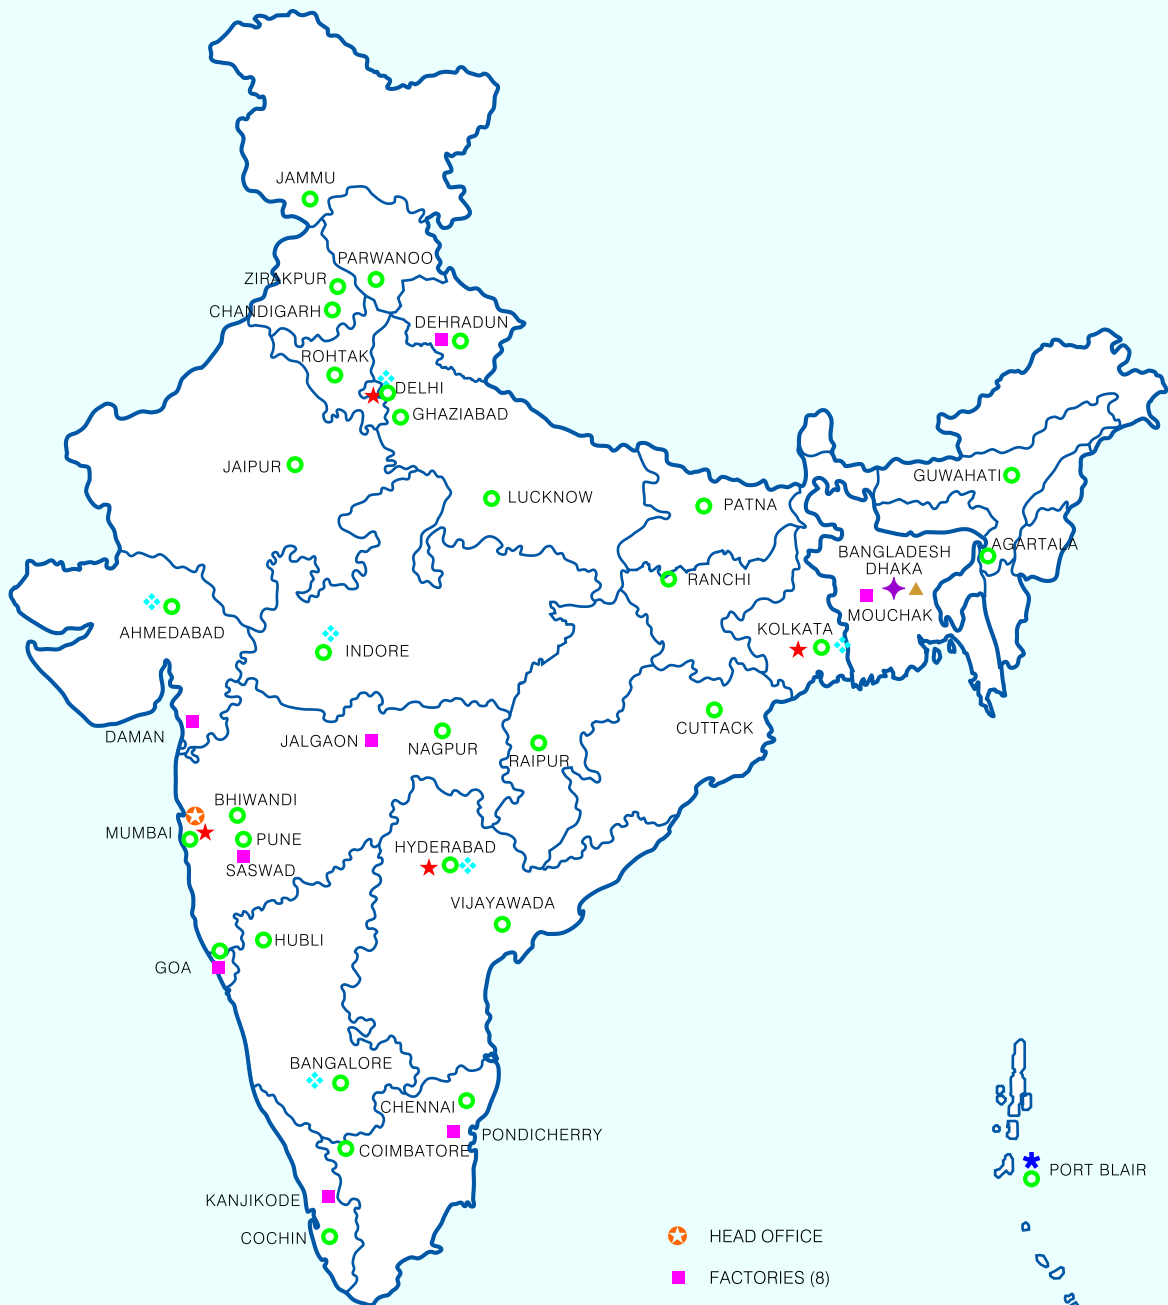 JAMMU
PARWANOO
ZIRAKPUR
CHANDIGARH
DEHRADUN
ROHTAK
DELHI
GHAZIABAD
JAIPUR
LUCKNOW
PATNA
GUWAHATI
AGARTALA
BANGLADESH
DHAKA
MOUCHAK
RANCHI
KOLKATA
AHMEDABAD
INDORE
CUTTACK
DAMAN
JALGAON
NAGPUR
RAIPUR
BHIWANDI
MUMBAI
PUNE
SASWAD
HYDERABAD
VIJAYAWADA
HUBLI
GOA
BANGALORE
CHENNAI
PONDICHERRY
COIMBATORE
PORT BLAIR
KANJIKODE
COCHIN
HEAD OFFICE
FACTORIES (8)